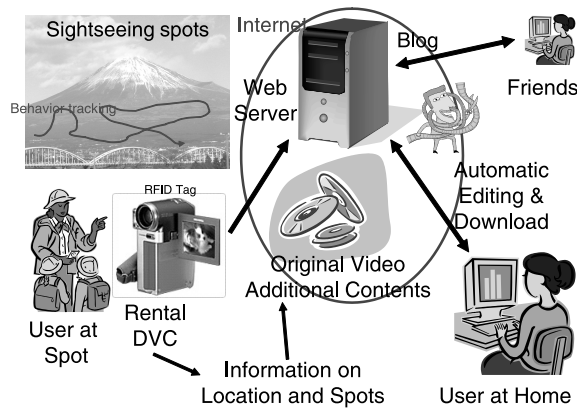 Sightseeing spots
Behavior tracking
Internet
Web
Server
Blog
Friends
Automatic
Editing &
Download
RFID Tag
Original Video
Additional Contents
User at
Spot
Rental
DVC
Information on
Location and Spots
User at Home